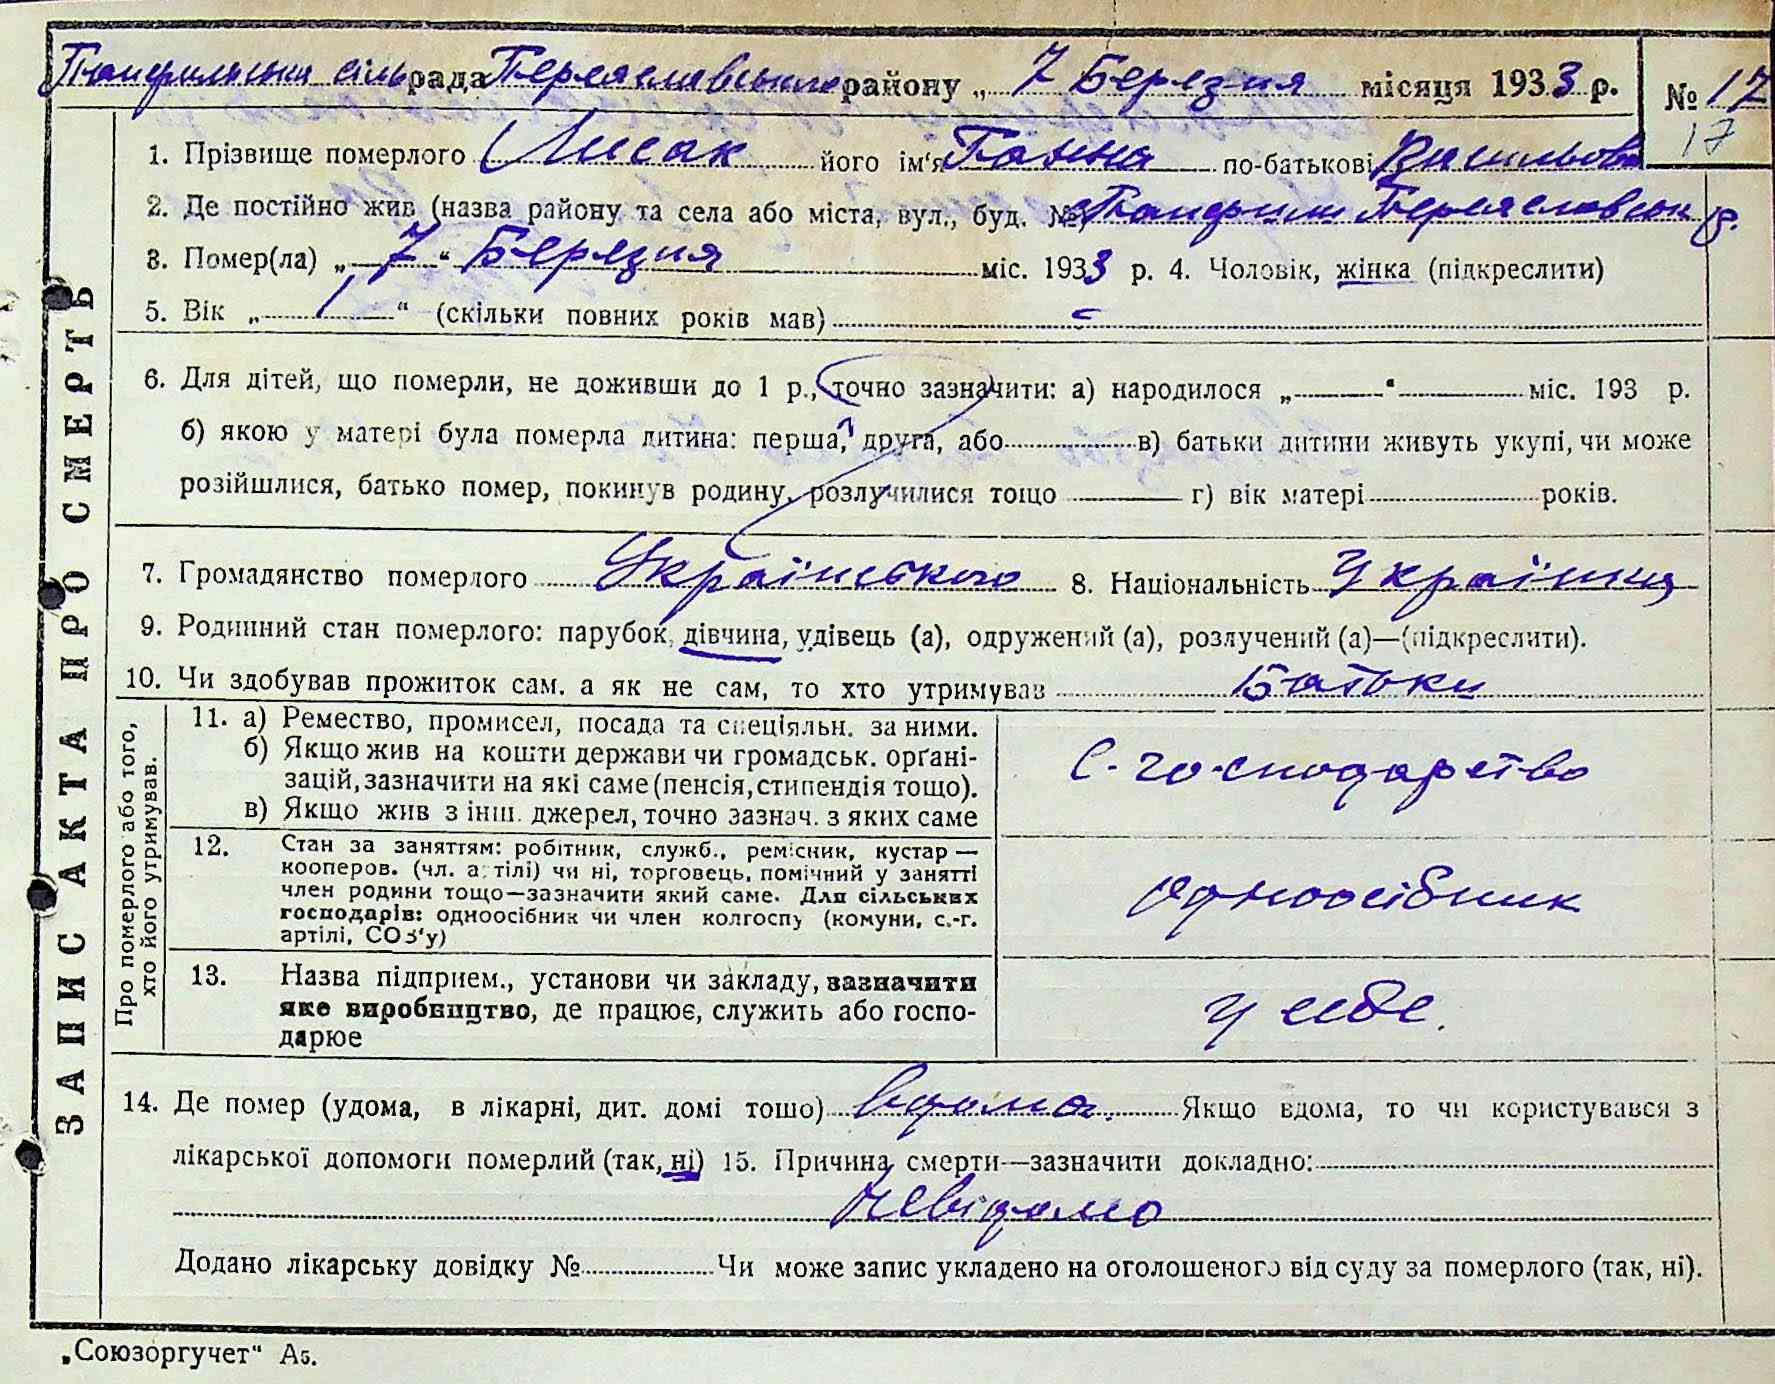 Панфильська сільрада Переяславського району „ 7 Березня місяця 1933 р. № 17
17
1. Прізвище померлого Лисак його ім'я Ганна по-батькові Васильова
2. Де постійно жив (назва району та села або міста, вул., буд. № Панфили Переяславськ р.
3. Помер(ла) „ 7 “ Березня міс. 1933 р. 4. Чоловік, жінка (підкреслити)
5. Вік „ 1 “ (скільки повних років мав)
6. Для дітей, що померли, не доживши до 1 р., точно зазначити: а) народилося „ “ міс. 193 р.
б) якою у матері була померла дитина: перша, друга, або в) батьки дитини живуть укупі, чи може
розійшлися, батько помер, покинув родину, розлучилися тощо г) вік матері років.
7. Громадянство померлого Українського 8. Національність Українка
9. Родинний стан померлого: парубок, дівчина, удівець (а), одружений (а), розлучений (а)—(підкреслити).
10. Чи здобував прожиток сам. а як не сам, то хто утримував Батьки
Про померлого або того,
хто його утримував.
11. а) Ремество, промисел, посада та спеціяльн. за ними.
б) Якщо жив на кошти держави чи громадськ. орґані-
зацій, зазначити на які саме (пенсія, стипендія тощо).
в) Якщо жив з інш. джерел, точно зазнач. з яких саме
С-господарство
12. Стан за заняттям: робітник, служб., ремісник, кустар —
кооперов. (чл. артілі) чи ні, торговець, помічний у занятті
член родини тощо—зазначити який саме. Для сільських
господарів: одноосібник чи член колгоспу (комуни, с.-г.
артілі, СОЗ'у)
одноосібник
13. Назва підприєм., установи чи закладу, зазначити
яке виробництво, де працює, служить або госпо-
дарює
у себе.
14. Де помер (удома, в лікарні, дит. домі тошо) вдома. Якщо вдома, то чи користувався з
лікарської допомоги померлий (так, ні) 15. Причина смерти—зазначити докладно:
невідомо
Додано лікарську довідку № Чи може запис укладено на оголошеного від суду за померлого (так, ні).
ЗАПИС АКТА ПРО СМЕРТЬ
„Союзоргучет“ А5.